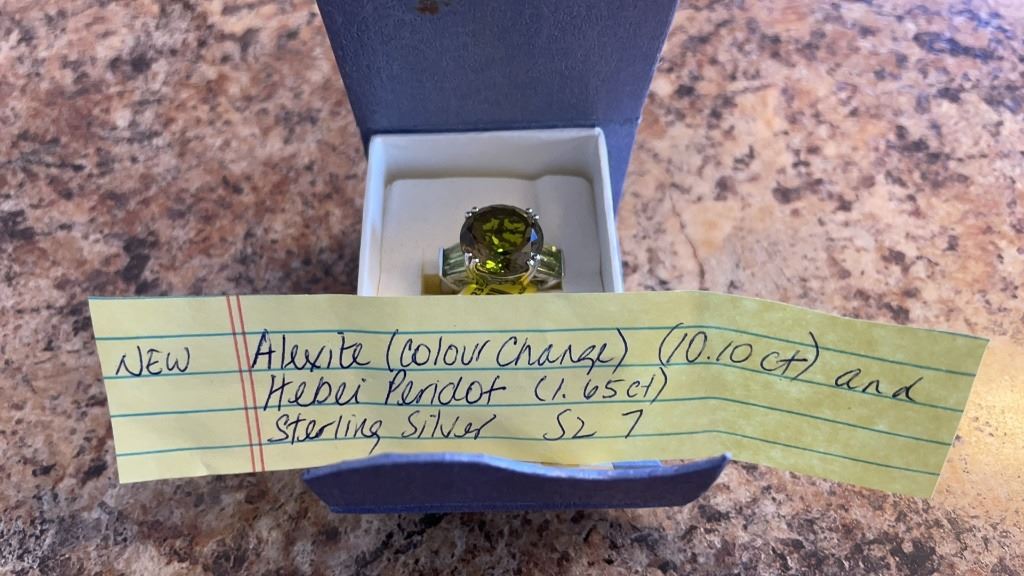 NEW Alexite (Colour Change) (10.10 ct) and
Hebei Peridot (1.65ct)
Sterling Silver SZ 7